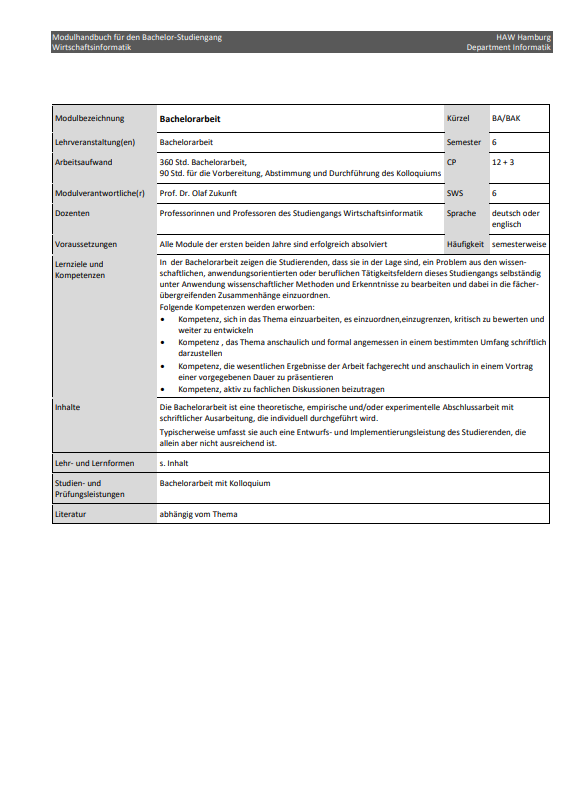 Modulhandbuch für den Bachelor-Studiengang HAW Hamburg
Wirtschaftsinformatik Department Informatik
Modulbezeichnung Bachelorarbeit Kürzel BA/BAK
Lehrveranstaltung(en) Bachelorarbeit Semester 6
Arbeitsaufwand 360 Std. Bachelorarbeit, CP 12 + 3
90 Std. für die Vorbereitung, Abstimmung und Durchführung des Kolloquiums
Modulverantwortliche(r) Prof. Dr. Olaf Zukunft SWS 6
Dozenten Professorinnen und Professoren des Studiengangs Wirtschaftsinformatik Sprache deutsch oder
englisch
Voraussetzungen Alle Module der ersten beiden Jahre sind erfolgreich absolviert Häufigkeit semesterweise
Lernziele und
Kompetenzen
In der Bachelorarbeit zeigen die Studierenden, dass sie in der Lage sind, ein Problem aus den wissen-
schaftlichen, anwendungsorientierten oder beruflichen Tätigkeitsfeldern dieses Studiengangs selbständig
unter Anwendung wissenschaftlicher Methoden und Erkenntnisse zu bearbeiten und dabei in die fächer-
übergreifenden Zusammenhänge einzuordnen.
Folgende Kompetenzen werden erworben:
• Kompetenz, sich in das Thema einzuarbeiten, es einzuordnen,einzugrenzen, kritisch zu bewerten und
weiter zu entwickeln
• Kompetenz , das Thema anschaulich und formal angemessen in einem bestimmten Umfang schriftlich
darzustellen
• Kompetenz, die wesentlichen Ergebnisse der Arbeit fachgerecht und anschaulich in einem Vortrag
einer vorgegebenen Dauer zu präsentieren
• Kompetenz, aktiv zu fachlichen Diskussionen beizutragen
Inhalte Die Bachelorarbeit ist eine theoretische, empirische und/oder experimentelle Abschlussarbeit mit
schriftlicher Ausarbeitung, die individuell durchgeführt wird.
Typischerweise umfasst sie auch eine Entwurfs- und Implementierungsleistung des Studierenden, die
allein aber nicht ausreichend ist.
Lehr- und Lernformen s. Inhalt
Studien- und Bachelorarbeit mit Kolloquium
Prüfungsleistungen
Literatur abhängig vom Thema